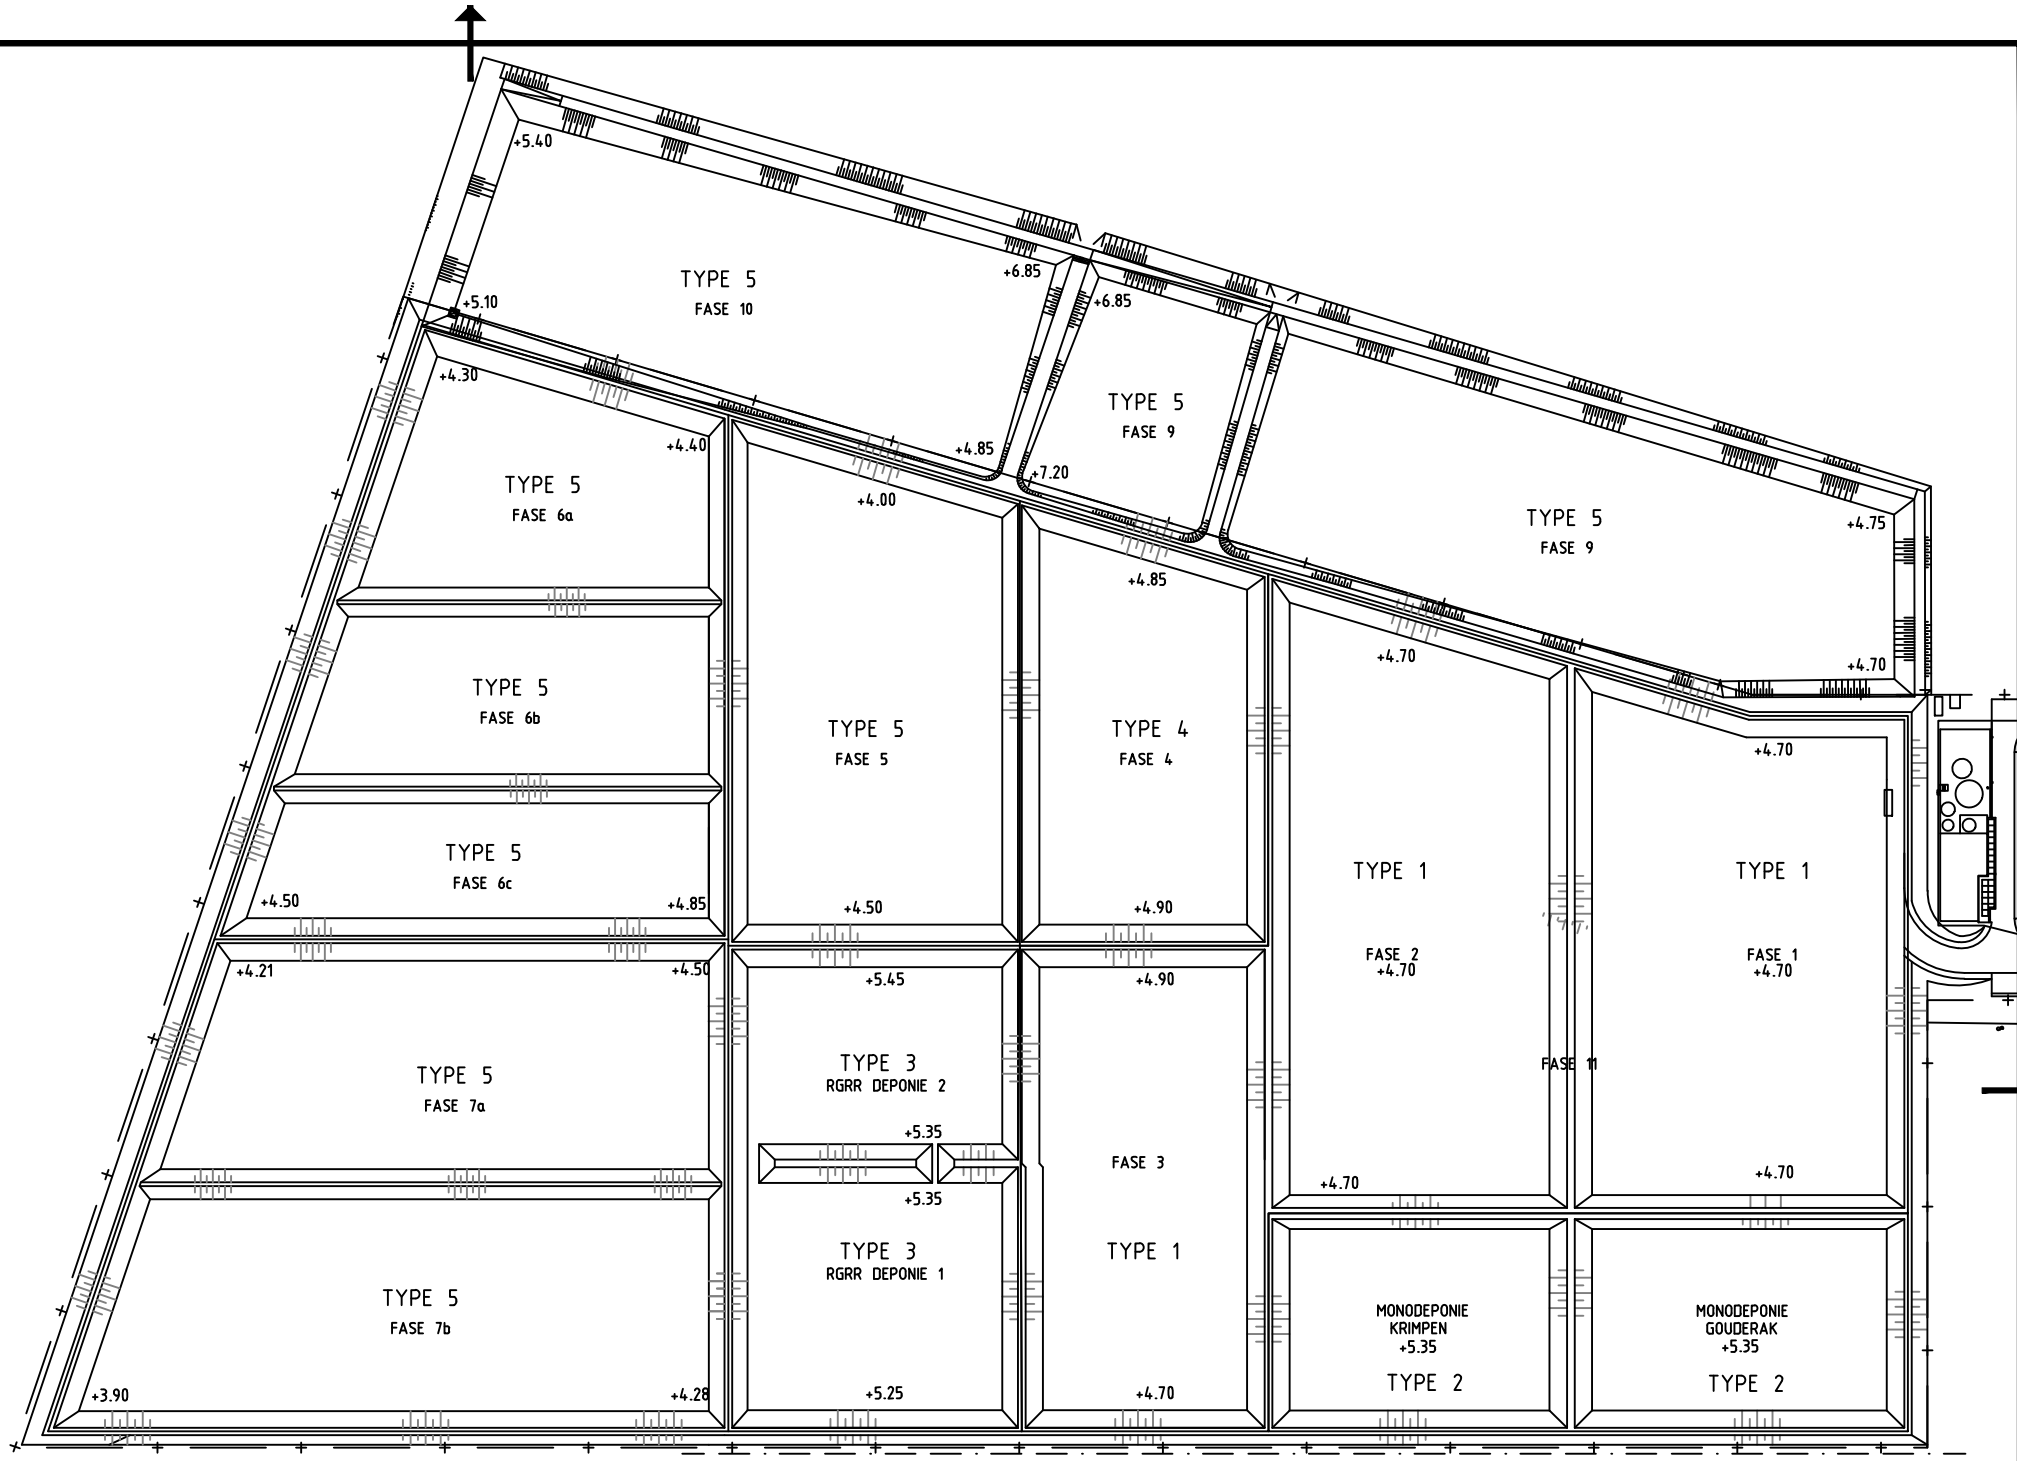 +5.40
TYPE 5
FASE 10
+6.85
+5.10
+4.85
+6.85
TYPE 5
FASE 9
+7.20
TYPE 5
FASE 9
+4.75
+4.70
+4.30
+4.40
TYPE 5
FASE 6a
TYPE 5
FASE 6b
TYPE 5
FASE 6c
+4.50
+4.85
+4.00
TYPE 5
FASE 5
+4.50
+4.85
TYPE 4
FASE 4
+4.90
+4.70
TYPE 1
FASE 2
+4.70
+4.70
+4.70
TYPE 1
FASE 1
+4.70
+4.70
FASE 11
+4.21
+4.50
TYPE 5
FASE 7a
TYPE 5
FASE 7b
+3.90
+4.28
+5.45
TYPE 3
RGRR DEPONIE 2
+5.35
+5.35
TYPE 3
RGRR DEPONIE 1
+5.25
+4.90
FASE 3
TYPE 1
+4.70
MONODEPONIE
KRIMPEN
+5.35
TYPE 2
MONODEPONIE
GOUDERAK
+5.35
TYPE 2